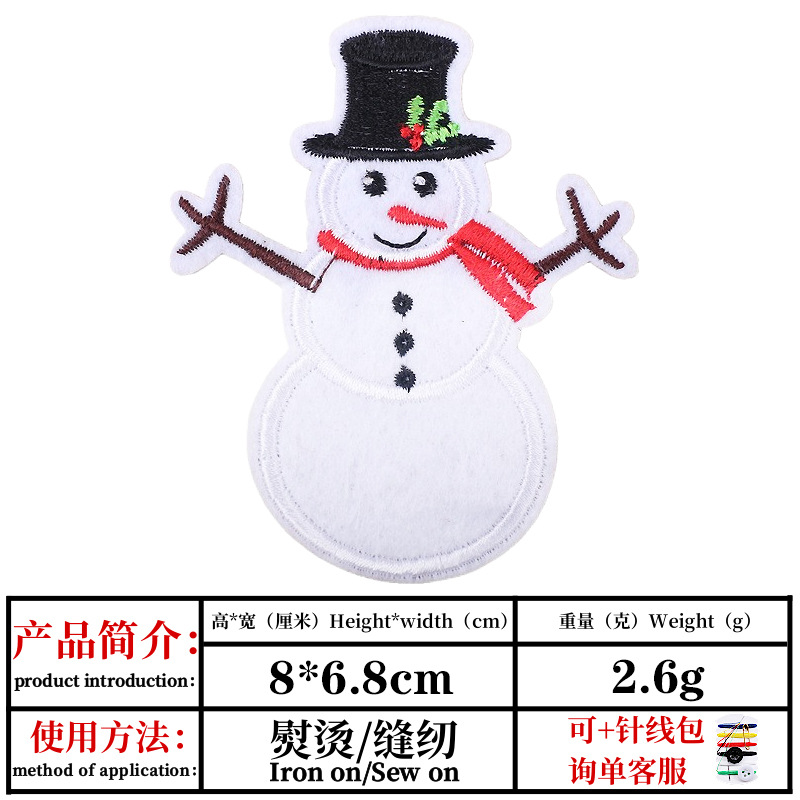 产品简介：
product introduction：
高*宽（厘米）Height*width（cm）
重量（克）Weight（g）
8*6.8cm
2.6g
使用方法：
method of application：
熨烫/缝纫
Iron on/Sew on
可+针线包
询单客服